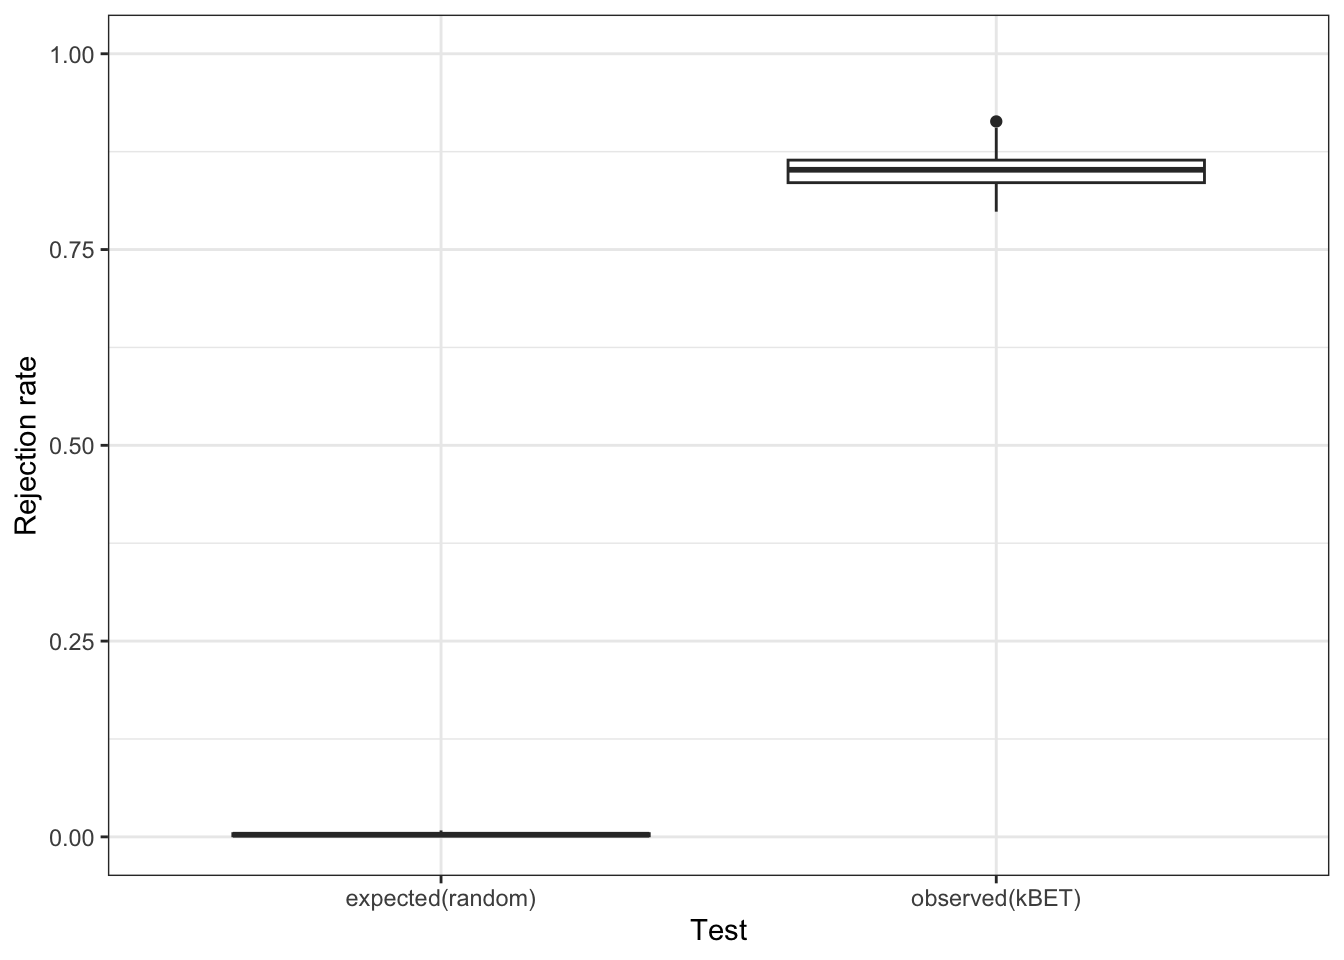 1.00
0.75
0.50
0.25
0.00
Rejection rate
expected(random)
observed(kBET)
Test